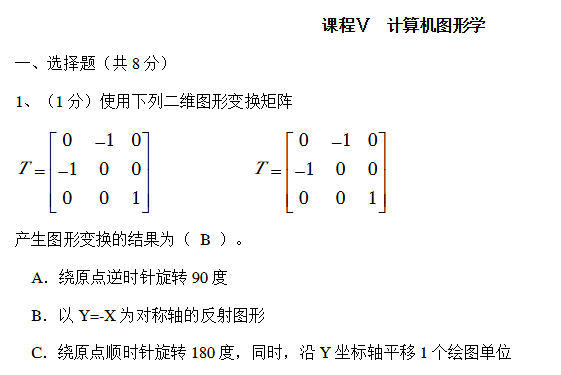 课程Ⅴ 计算机图形学
一、选择题（共 8 分）
1、（1 分）使用下列二维图形变换矩阵
T = [0 –1 0 T = [0 –1 0
–1 0 0 –1 0 0
0 0 1] 0 0 1]
产生图形变换的结果为（ B ）。
A．绕原点逆时针旋转 90 度
B．以 Y=-X 为对称轴的反射图形
C．绕原点顺时针旋转 180 度，同时，沿 Y 坐标轴平移 1 个绘图单位